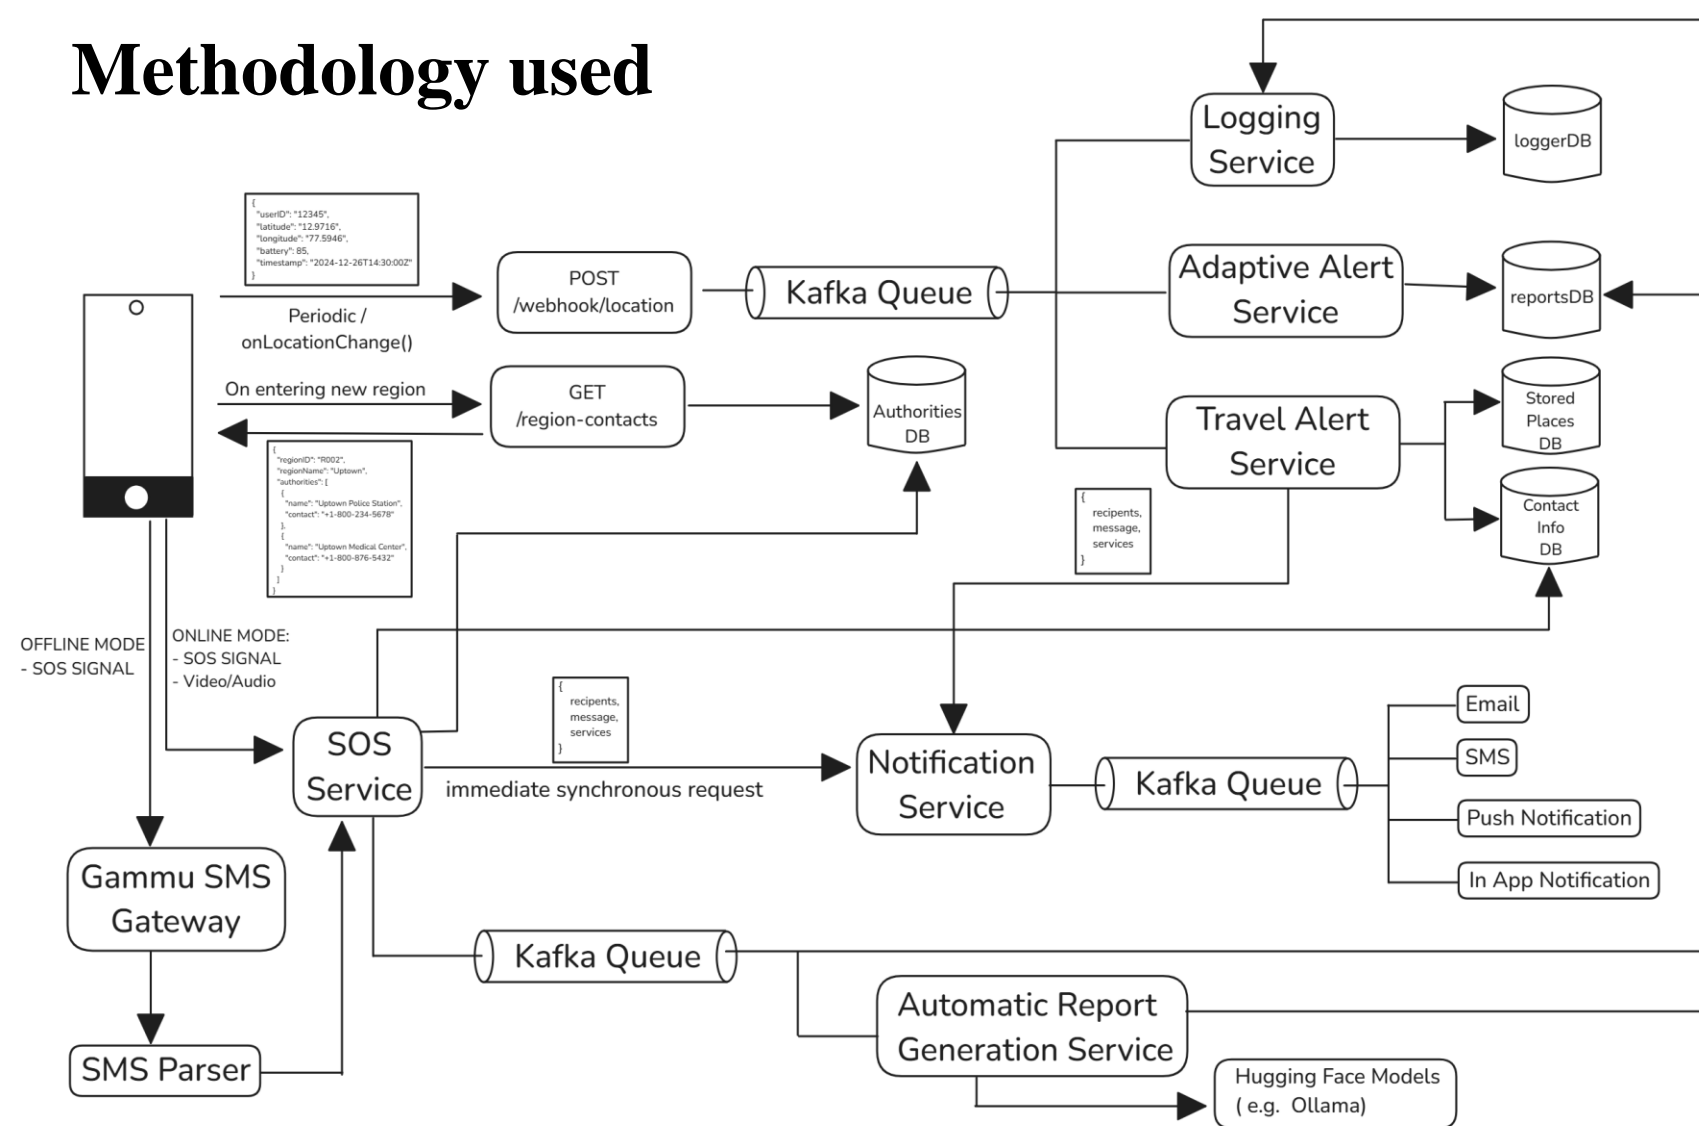 Methodology used
{
"userID": "12345",
"latitude": "12.9716",
"longitude": "77.5946",
"battery": 85,
"timestamp": "2024-12-26T14:30:00Z"
}
Periodic /
onLocationChange()
POST
/webhook/location
Kafka Queue
Logging
Service
loggerDB
Adaptive Alert
Service
reportsDB
On entering new region
GET
/region-contacts
Authorities
DB
Travel Alert
Service
Stored
Places
DB
Contact
Info
DB
{
"regionID": "R002",
"regionName": "Uptown",
"authorities": [
{
"name": "Uptown Police Station",
"contact": "+1-800-234-5678"
},
{
"name": "Uptown Medical Center",
"contact": "+1-800-876-5432"
}
]
}
{
recipents,
message,
services
}
OFFLINE MODE
- SOS SIGNAL
ONLINE MODE:
- SOS SIGNAL
- Video/Audio
SOS
Service
{
recipents,
message,
services
}
immediate synchronous request
Notification
Service
Kafka Queue
Email
SMS
Push Notification
In App Notification
Gammu SMS
Gateway
SMS Parser
Kafka Queue
Automatic Report
Generation Service
Hugging Face Models
( e.g. Ollama)